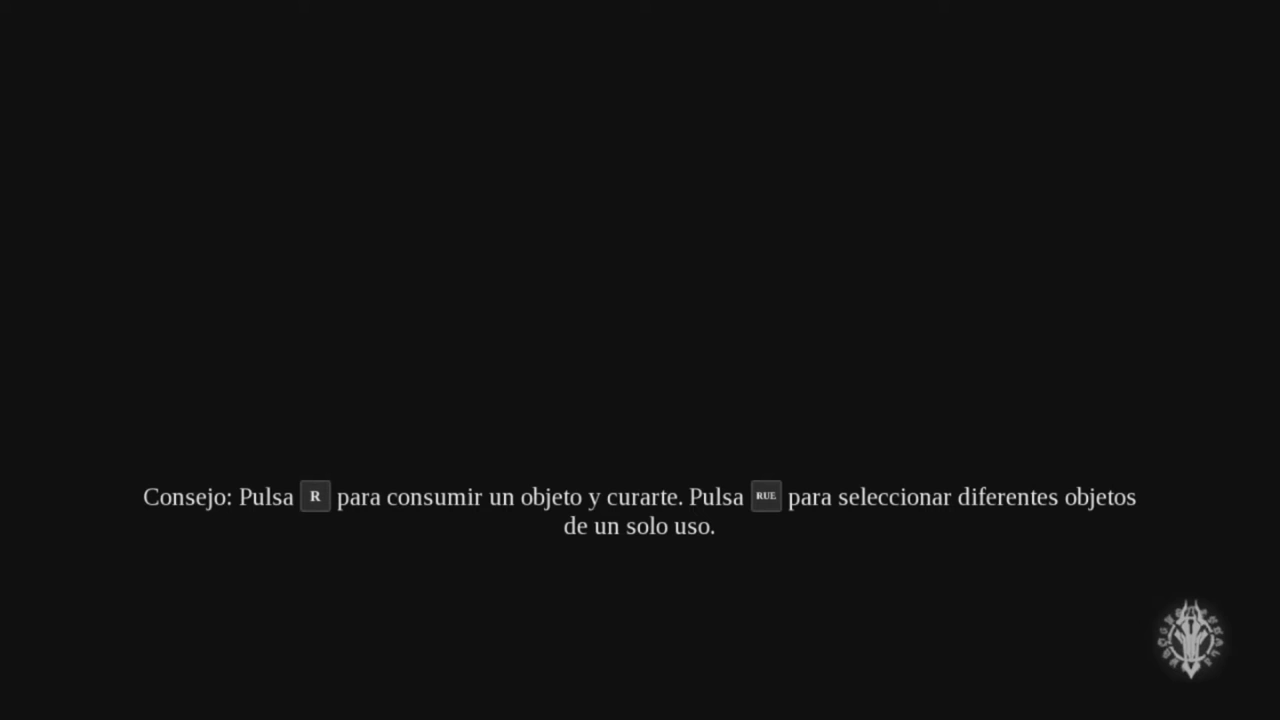 Consejo: Pulsa R para consumir un objeto y curarte. Pulsa RUE para seleccionar diferentes objetos
de un solo uso.